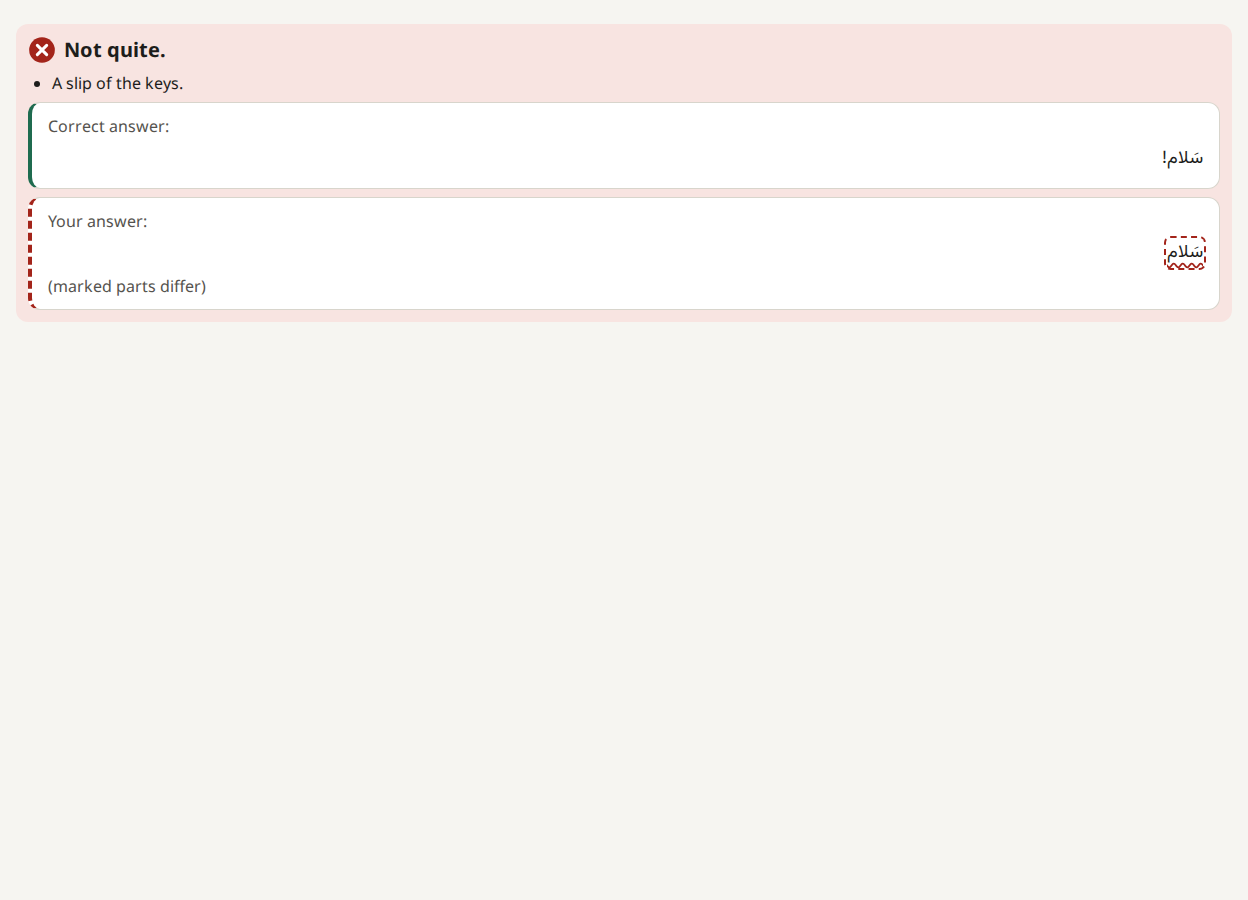 Not quite.
• A slip of the keys.
Correct answer:
سَلام!
Your answer:
سَلام
(marked parts differ)